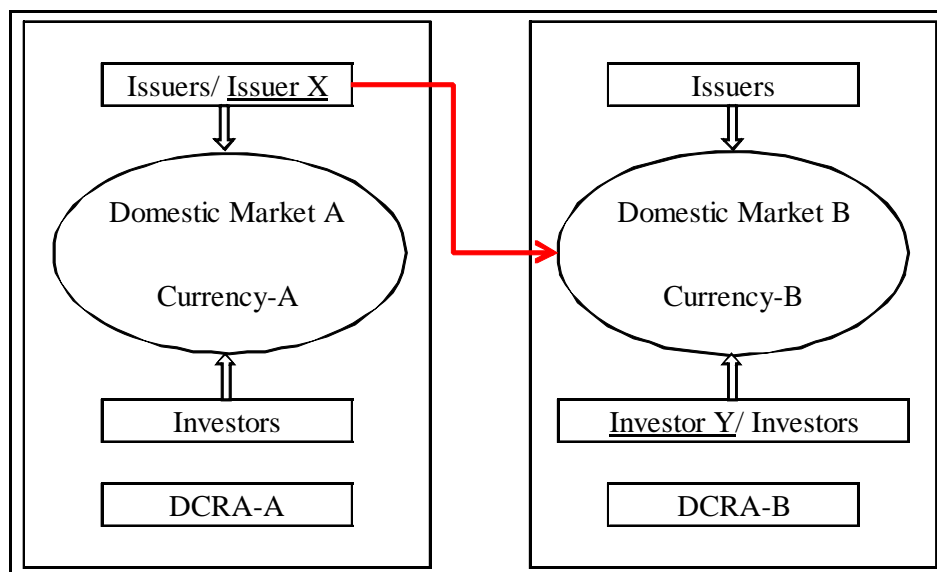 Issuers/ Issuer X
Domestic Market A
Currency-A
Investors
DCRA-A
Issuers
Domestic Market B
Currency-B
Investor Y/ Investors
DCRA-B